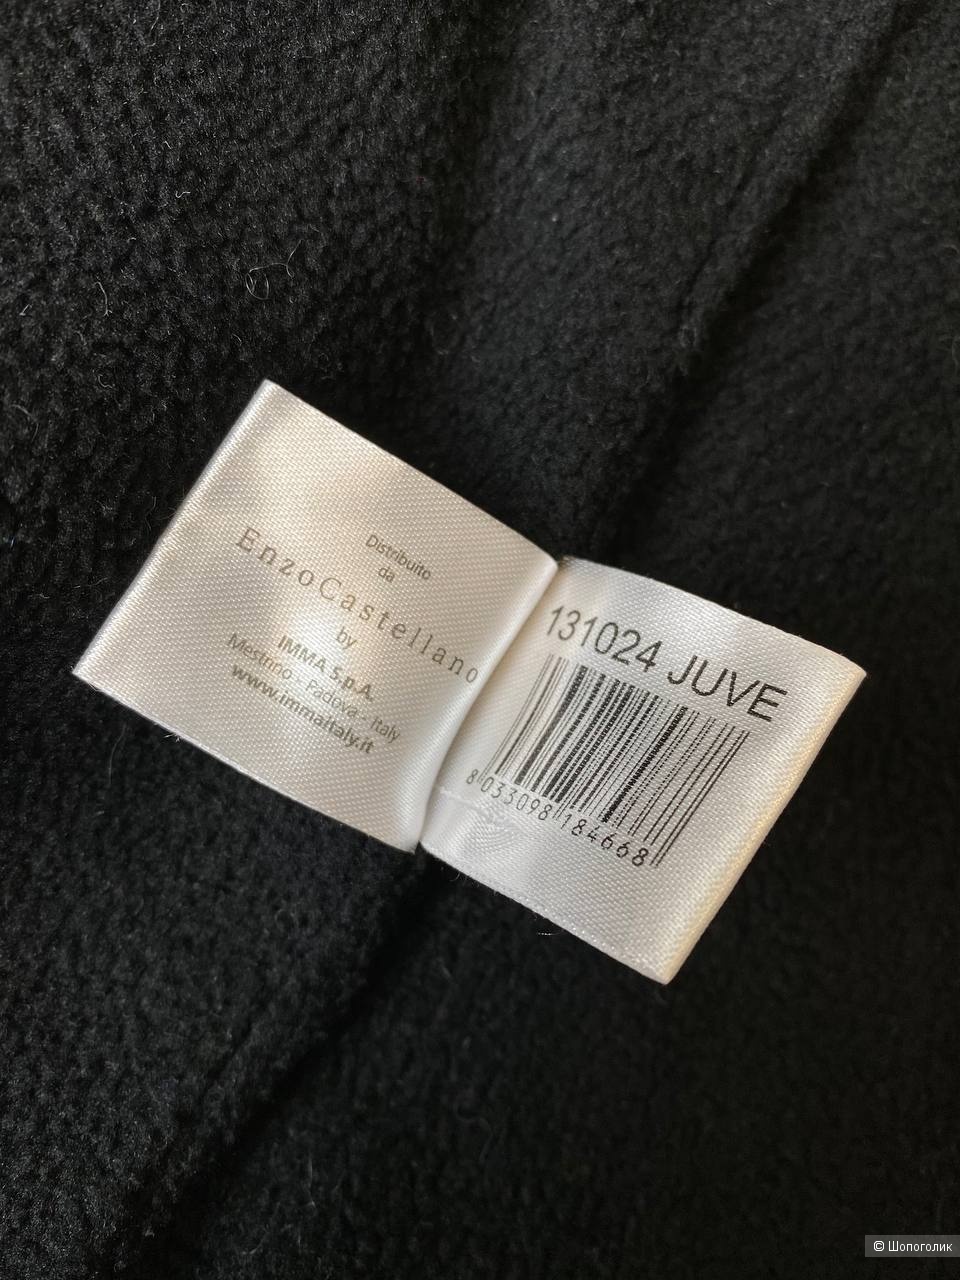 Distribuito
da
EnzoCastellano
by
IMMA S.p.A.
Mestrino - Padova - Italy
www.immaitaly.it
131024 JUVE
8 033098 184668
© Шопоголик